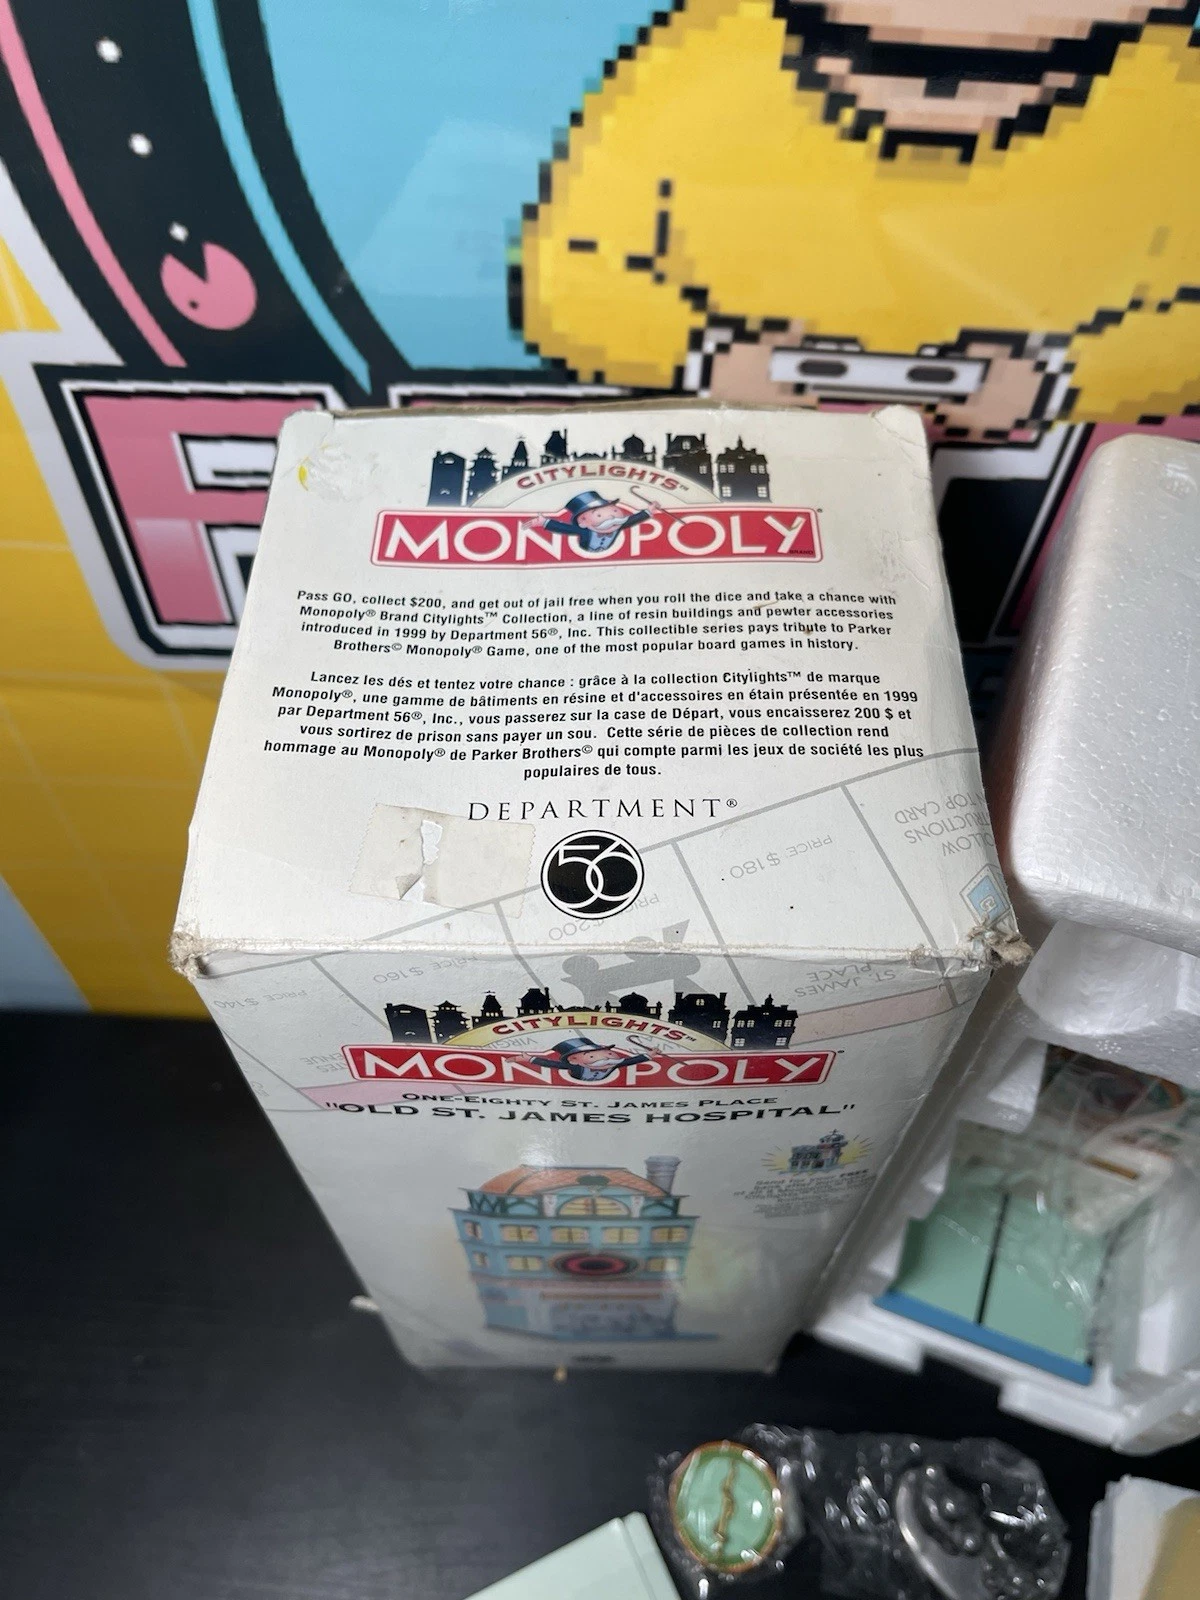 CITYLIGHTS™
MONOPOLY®
Pass GO, collect $200, and get out of jail free when you roll the dice and take a chance with
Monopoly® Brand Citylights™ Collection, a line of resin buildings and pewter accessories
introduced in 1999 by Department 56®, Inc. This collectible series pays tribute to Parker
Brothers© Monopoly® Game, one of the most popular board games in history.
Lancez les dés et tentez votre chance : grâce à la collection Citylights™ de marque
Monopoly®, une gamme de bâtiments en résine et d'accessoires en étain présentée en 1999
par Department 56®, Inc., vous passerez sur la case de Départ, vous encaisserez 200 $ et
vous sortirez de prison sans payer un sou. Cette série de pièces de collection rend
hommage au Monopoly® de Parker Brothers© qui compte parmi les jeux de société les plus
populaires de tous.
DEPARTMENT®
56
TOP CARD
PRICE $180
$200
PRICE $160
PRICE $140
ST. JAMES
PLACE
CITYLIGHTS™
MONOPOLY®
ONE-EIGHTY ST. JAMES PLACE
"OLD ST. JAMES HOSPITAL"